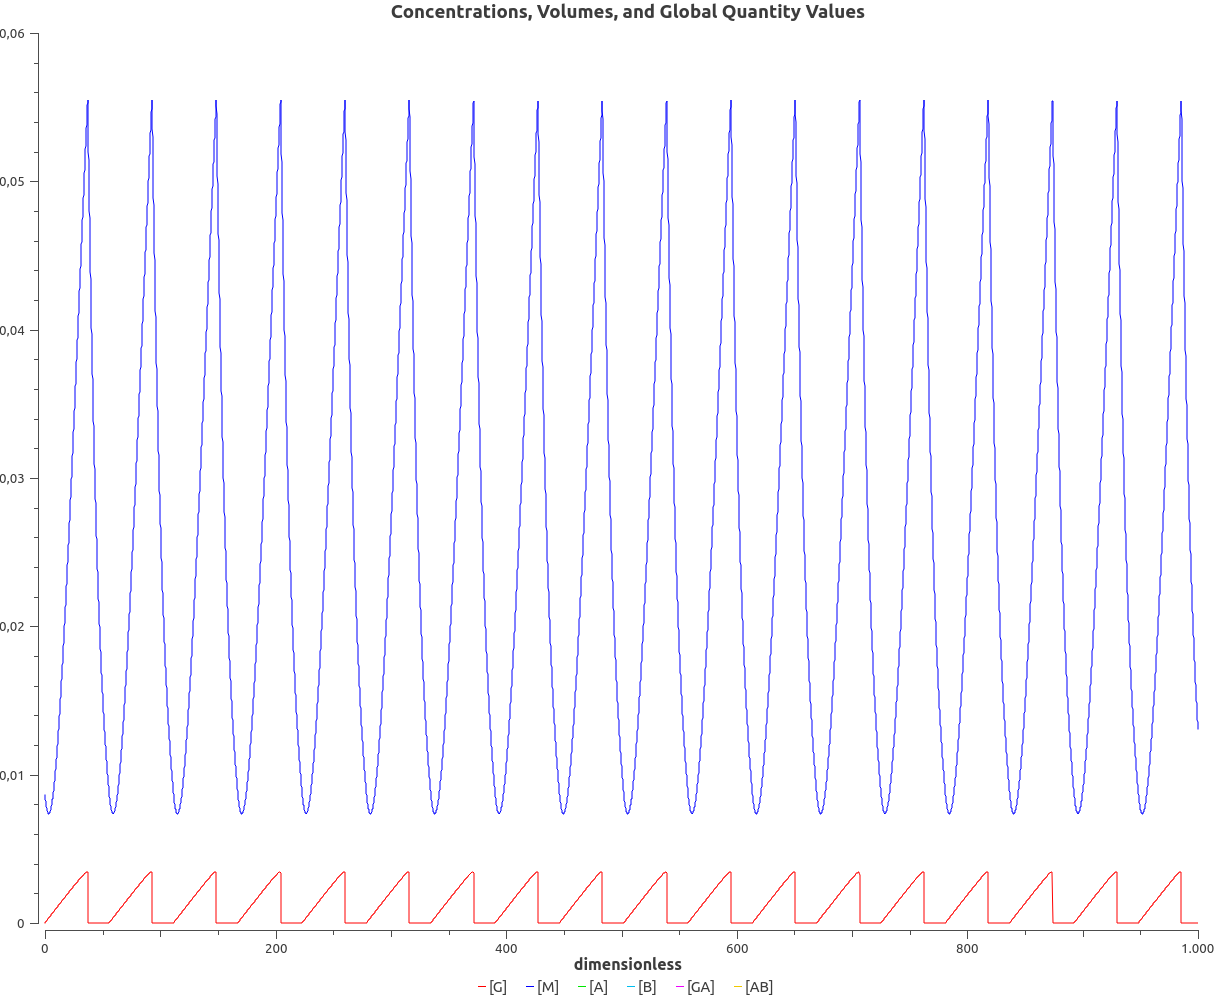 Concentrations, Volumes, and Global Quantity Values
0,06
0,05
0,04
0,03
0,02
0,01
0
0 200 400 600 800 1.000
dimensionless
[G] [M] [A] [B] [GA] [AB]